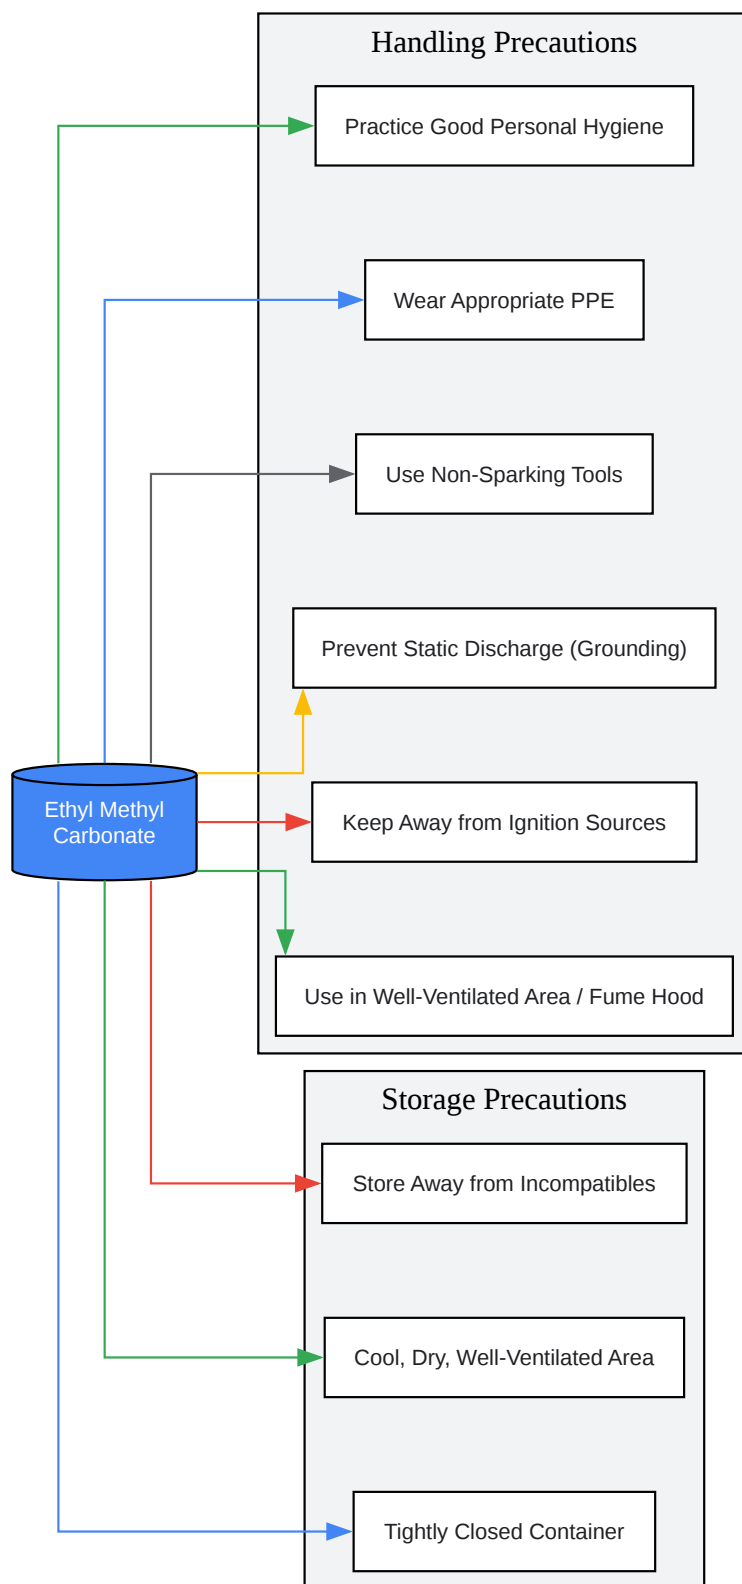 Handling Precautions
Practice Good Personal Hygiene
Wear Appropriate PPE
Use Non-Sparking Tools
Prevent Static Discharge (Grounding)
Ethyl Methyl
Carbonate
Keep Away from Ignition Sources
Use in Well-Ventilated Area / Fume Hood
Storage Precautions
Store Away from Incompatibles
Cool, Dry, Well-Ventilated Area
Tightly Closed Container